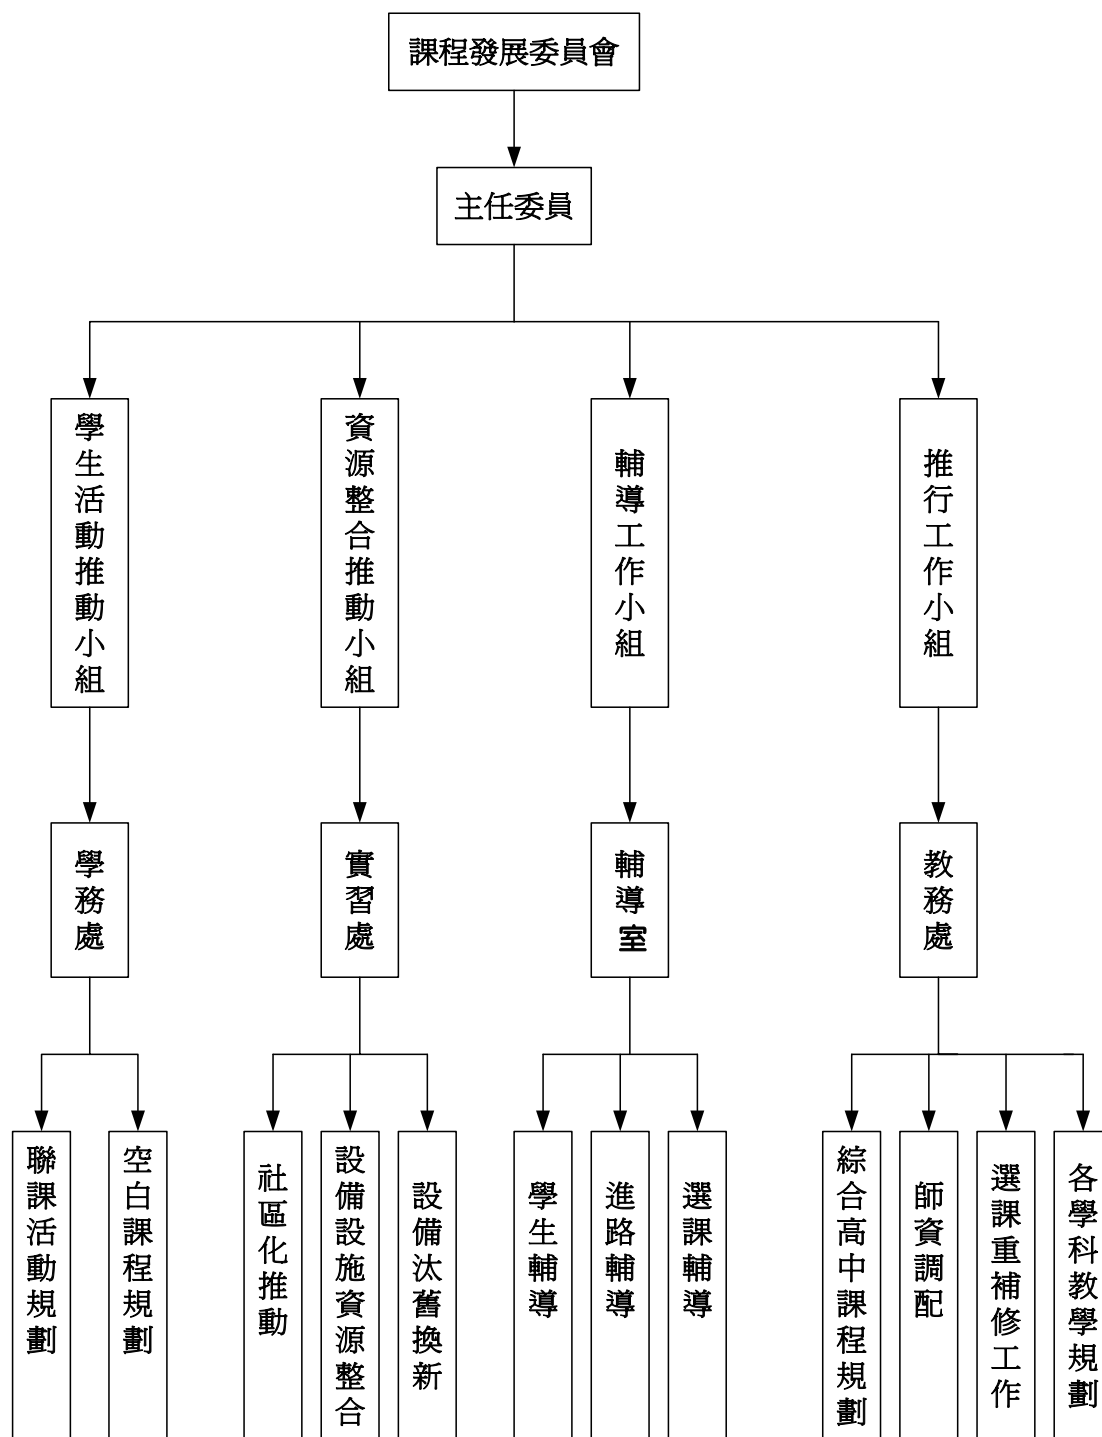 課程發展委員會
主任委員
學生活動推動小組
資源整合推動小組
輔導工作小組
推行工作小組
學務處
實習處
輔導室
教務處
聯課活動規劃
空白課程規劃
社區化推動
設備設施資源整合
設備汰舊換新
學生輔導
進路輔導
選課輔導
綜合高中課程規劃
師資調配
選課重補修工作
各學科教學規劃